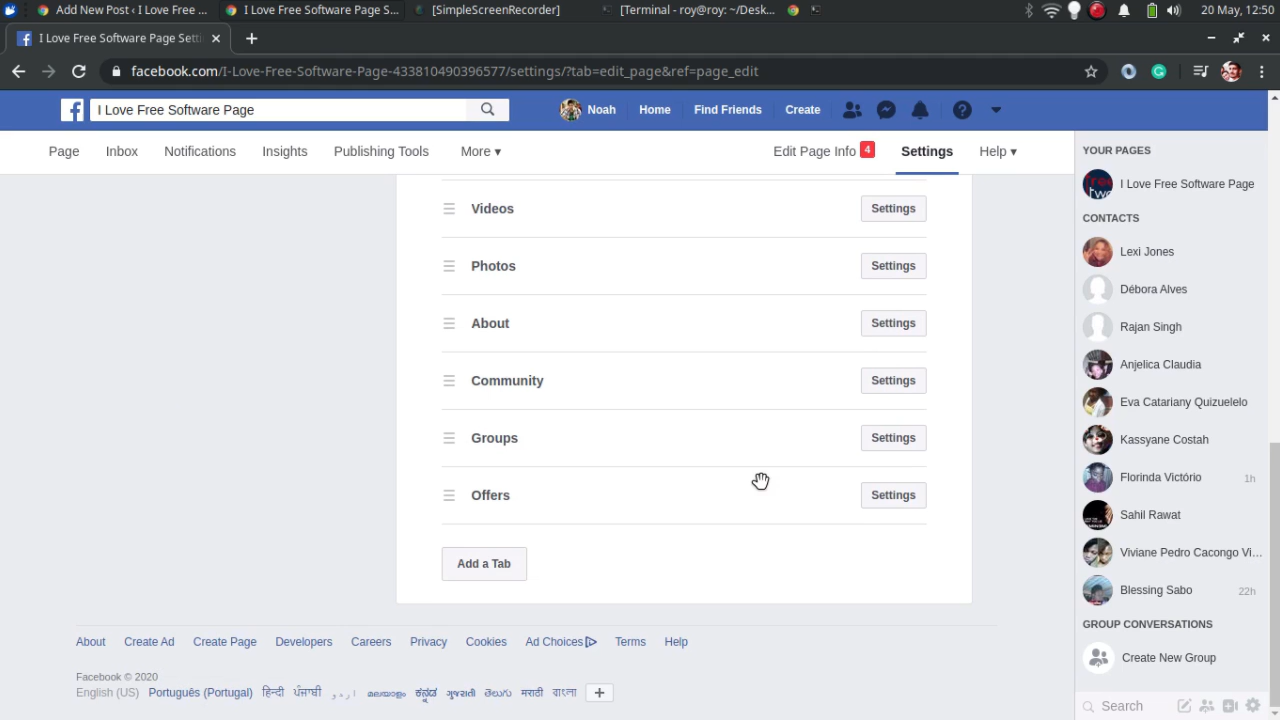 Add New Post ‹ I Love Free ...
I Love Free Software Page S...
[SimpleScreenRecorder]
[Terminal - roy@roy: ~/Desk...
20 May, 12:50
I Love Free Software Page Setti
facebook.com/I-Love-Free-Software-Page-433810490396577/settings/?tab=edit_page&ref=page_edit
I Love Free Software Page
Noah
Home
Find Friends
Create
Page
Inbox
Notifications
Insights
Publishing Tools
More ▾
Edit Page Info 4
Settings
Help ▾
Videos
Settings
Photos
Settings
About
Settings
Community
Settings
Groups
Settings
Offers
Settings
Add a Tab
YOUR PAGES
I Love Free Software Page
CONTACTS
Lexi Jones
Débora Alves
Rajan Singh
Anjelica Claudia
Eva Catariany Quizuelelo
Kassyane Costah
Florinda Victório 1h
Sahil Rawat
Viviane Pedro Cacongo Vi...
Blessing Sabo 22h
GROUP CONVERSATIONS
Create New Group
Search
About
Create Ad
Create Page
Developers
Careers
Privacy
Cookies
Ad Choices
Terms
Help
Facebook © 2020
English (US) Português (Portugal) हिन्दी ਪੰਜਾਬੀ اردو മലയാളം ಕನ್ನಡ ગુજરાતી తెలుగు मराठी বাংলা +